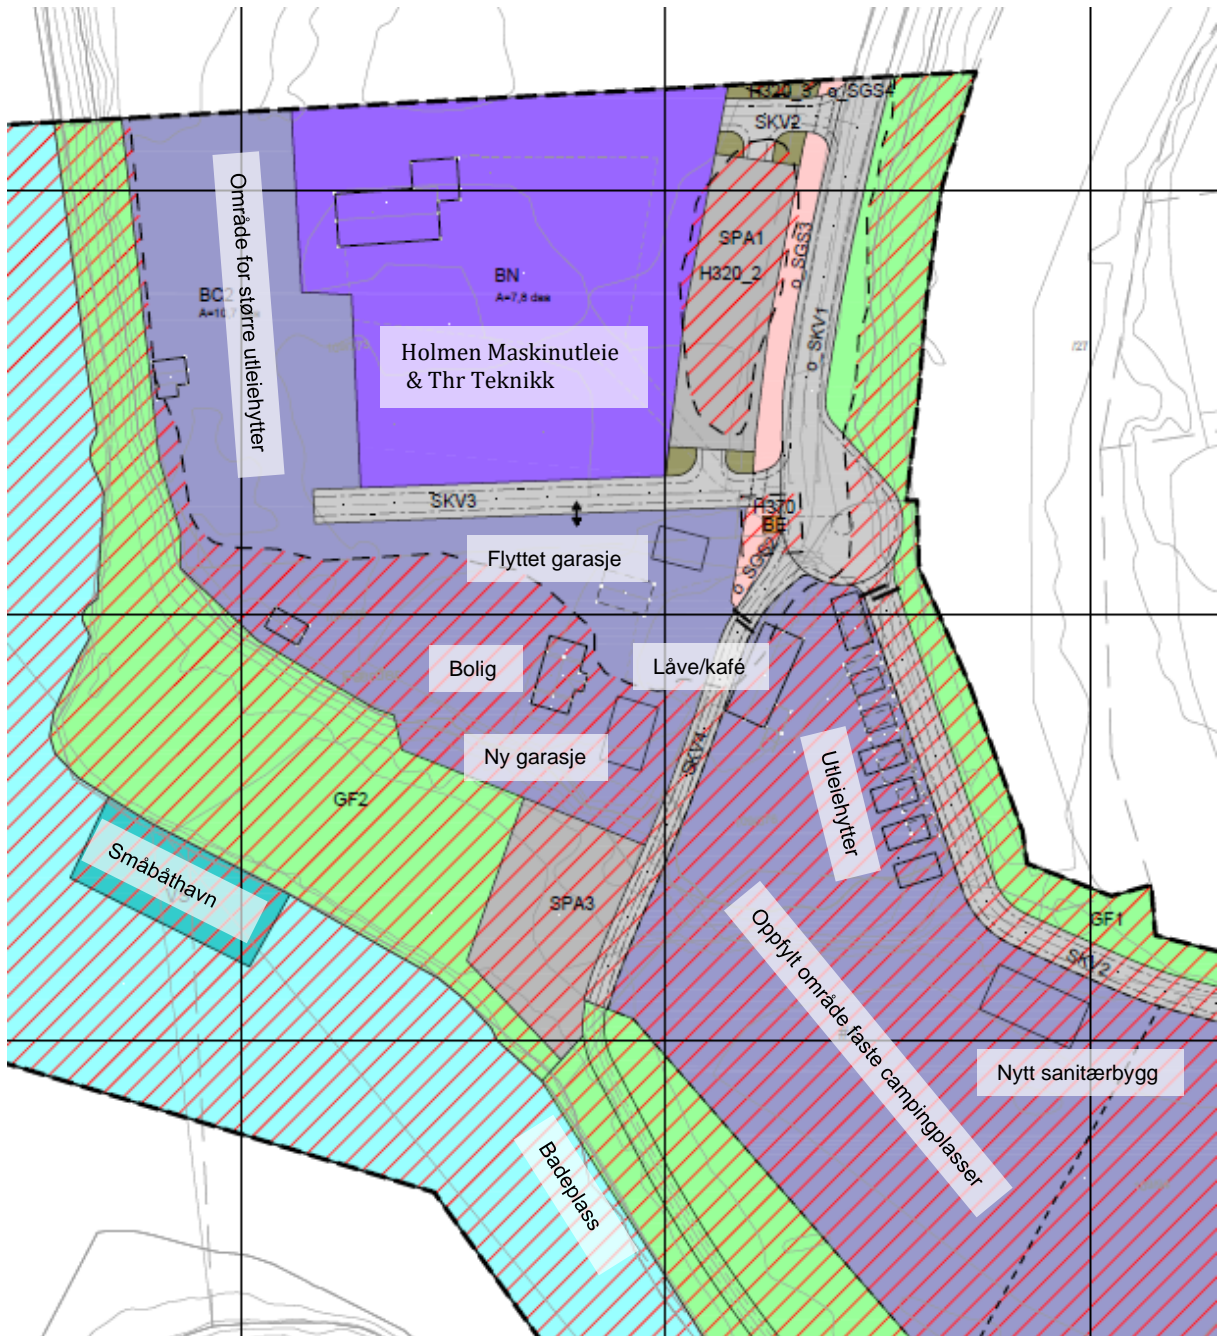 o_SGS4
SKV2
SPA1
H320_2
o_SGS3
o_SKV1
Område for større utleiehytter
BN
A=7,8 daa
Holmen Maskinutleie
& Thr Teknikk
SKV3
H370
BE
o_SGS2
Flyttet garasje
Bolig
Låve/kafé
Ny garasje
SKV4
Utleiehytter
GF2
Småbåthavn
SPA3
Oppfylt område faste campingplasser
GF1
SKV2
Nytt sanitærbygg
Badeplass